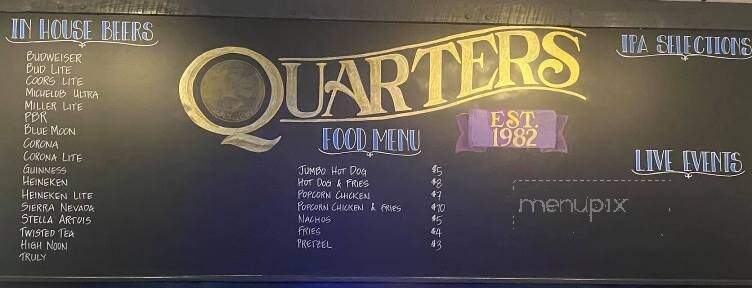 IN HOUSE BEERS
BUDWEISER
BUD LITE
COORS LITE
MICHELOB ULTRA
MILLER LITE
PBR
BLUE MOON
CORONA
CORONA LITE
GUINNESS
HEINEKEN
HEINEKEN LITE
SIERRA NEVADA
STELLA ARTOIS
TWISTED TEA
HIGH NOON
TRULY
QUARTERS
EST.
1982
FOOD MENU
JUMBO HOT DOG $5
HOT DOG & FRIES $8
POPCORN CHICKEN $7
POPCORN CHICKEN & FRIES $10
NACHOS $5
FRIES $4
PRETZEL $3
IPA SELECTIONS
LIVE EVENTS
menupix